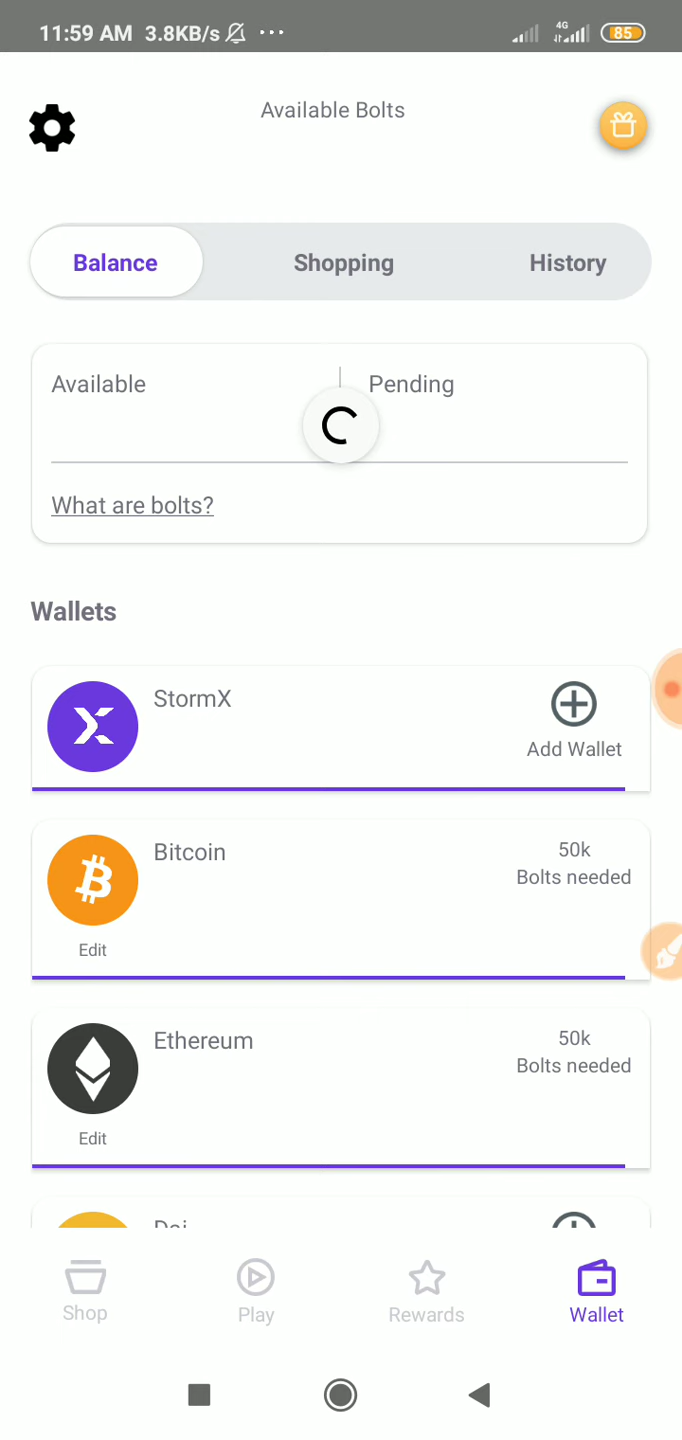 11:59 AM 3.8KB/s ... 4G 85
Available Bolts
Balance Shopping History
Available Pending
What are bolts?
Wallets
StormX
Add Wallet
Bitcoin 50k
Bolts needed
Edit
Ethereum 50k
Bolts needed
Edit
Dai
Shop Play Rewards Wallet